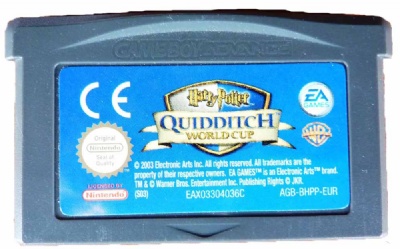 GAME BOY ADVANCE
CE
Harry Potter
QUIDDITCH
WORLD CUP
EA
GAMES
WB
Original
Nintendo
Seal of
Quality
LICENSED BY
Nintendo
© 2003 Electronic Arts Inc. All rights reserved. All trademarks are the
property of their respective owners. EA GAMES™ is an Electronic Arts™ brand.
TM & © Warner Bros. Entertainment Inc. Publishing Rights © JKR.
(S03)
EAX03304036C
AGB-BHPP-EUR